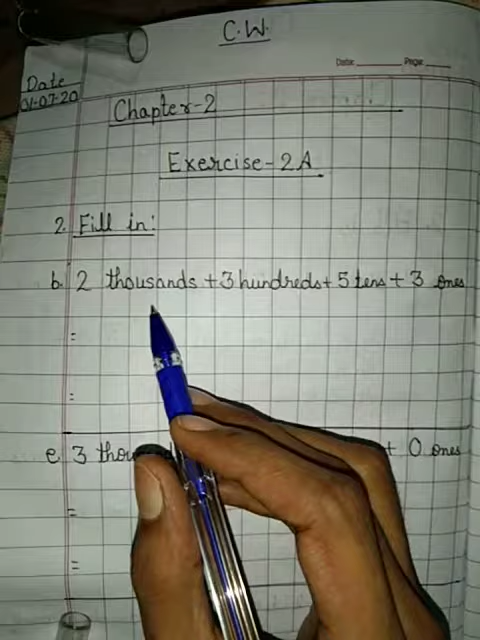 C.W.
Date: Page:
Date
01-07-20
Chapter-2
Exercise-2A
2. Fill in:
b. 2 thousands +3 hundreds+ 5 tens + 3 ones
=
=
e. 3 + 0 ones
=
=